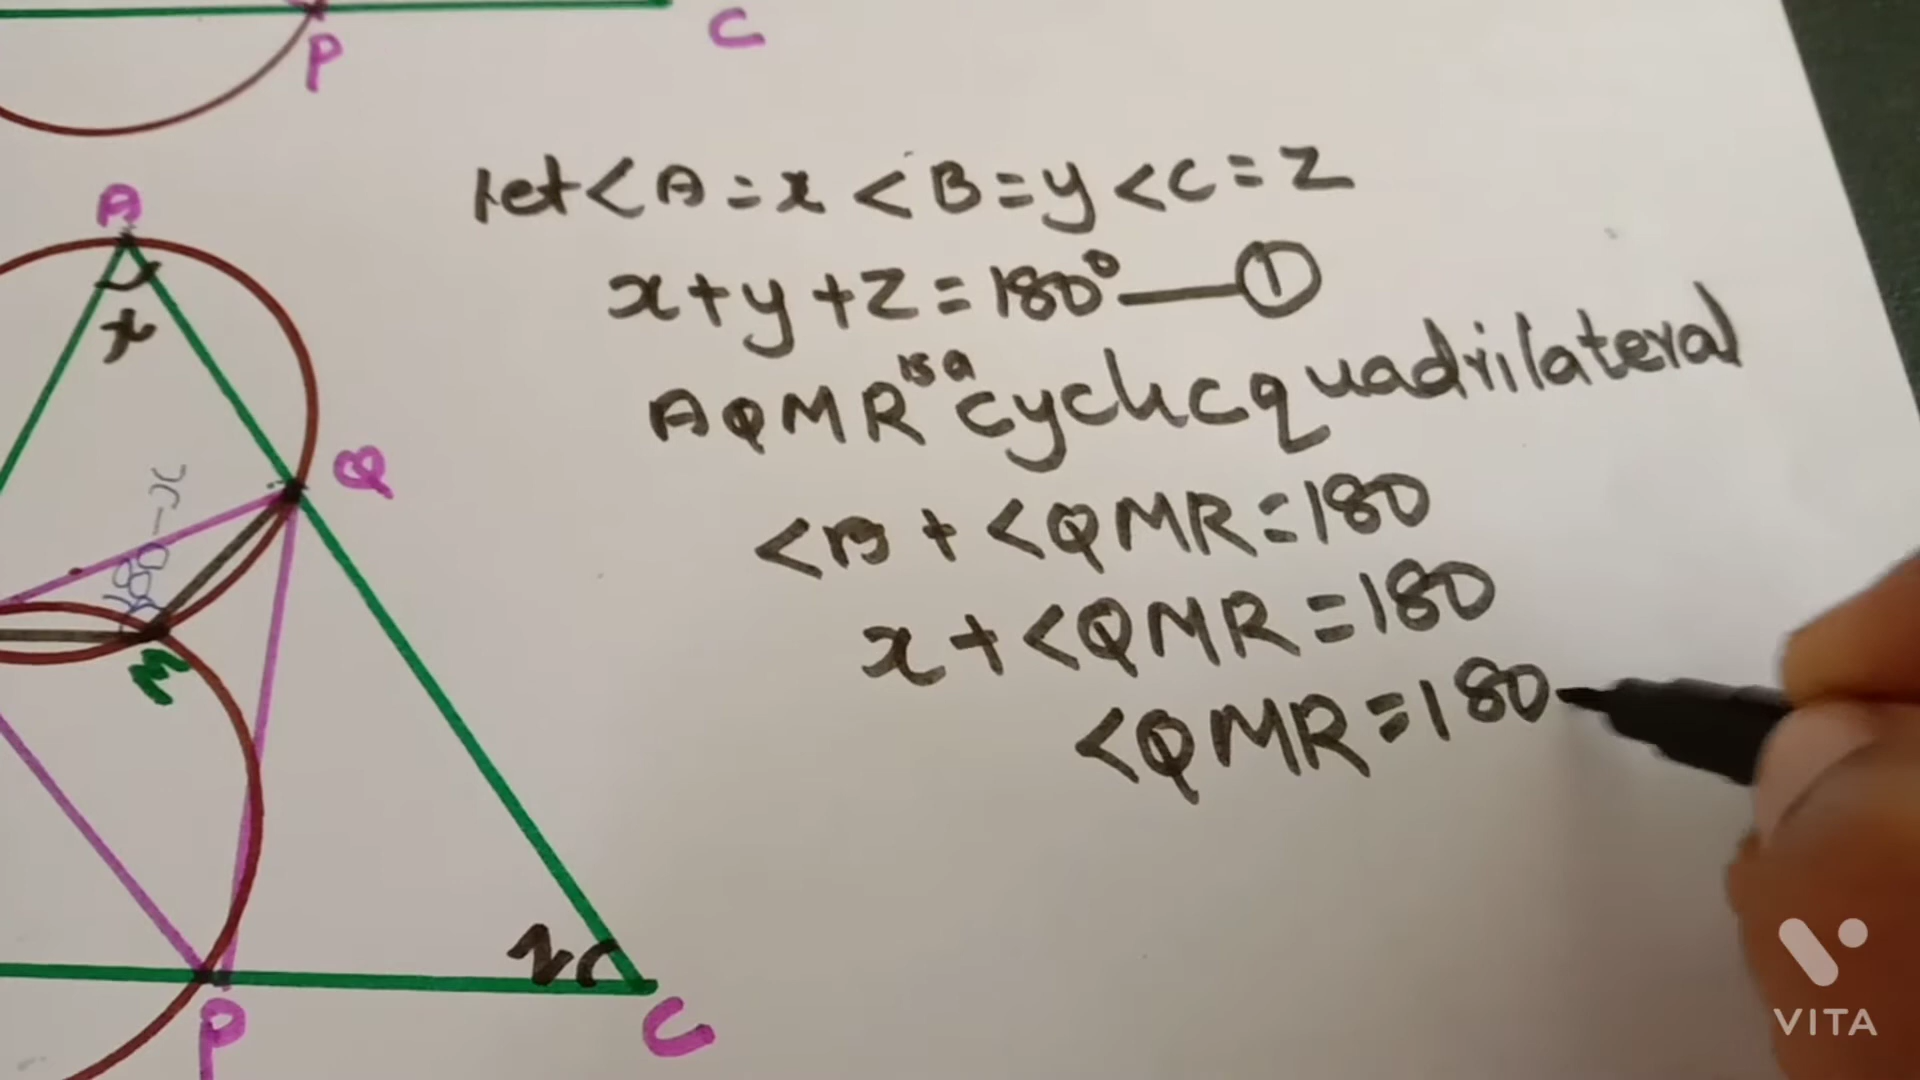 C
P
let <A = x <B = y <C = z
x + y + z = 180° — ①
AQMR is a cyclic quadrilateral
<A + <QMR = 180
x + <QMR = 180
<QMR = 180
A
x
Q
180-x
M
z
C
P
VITA